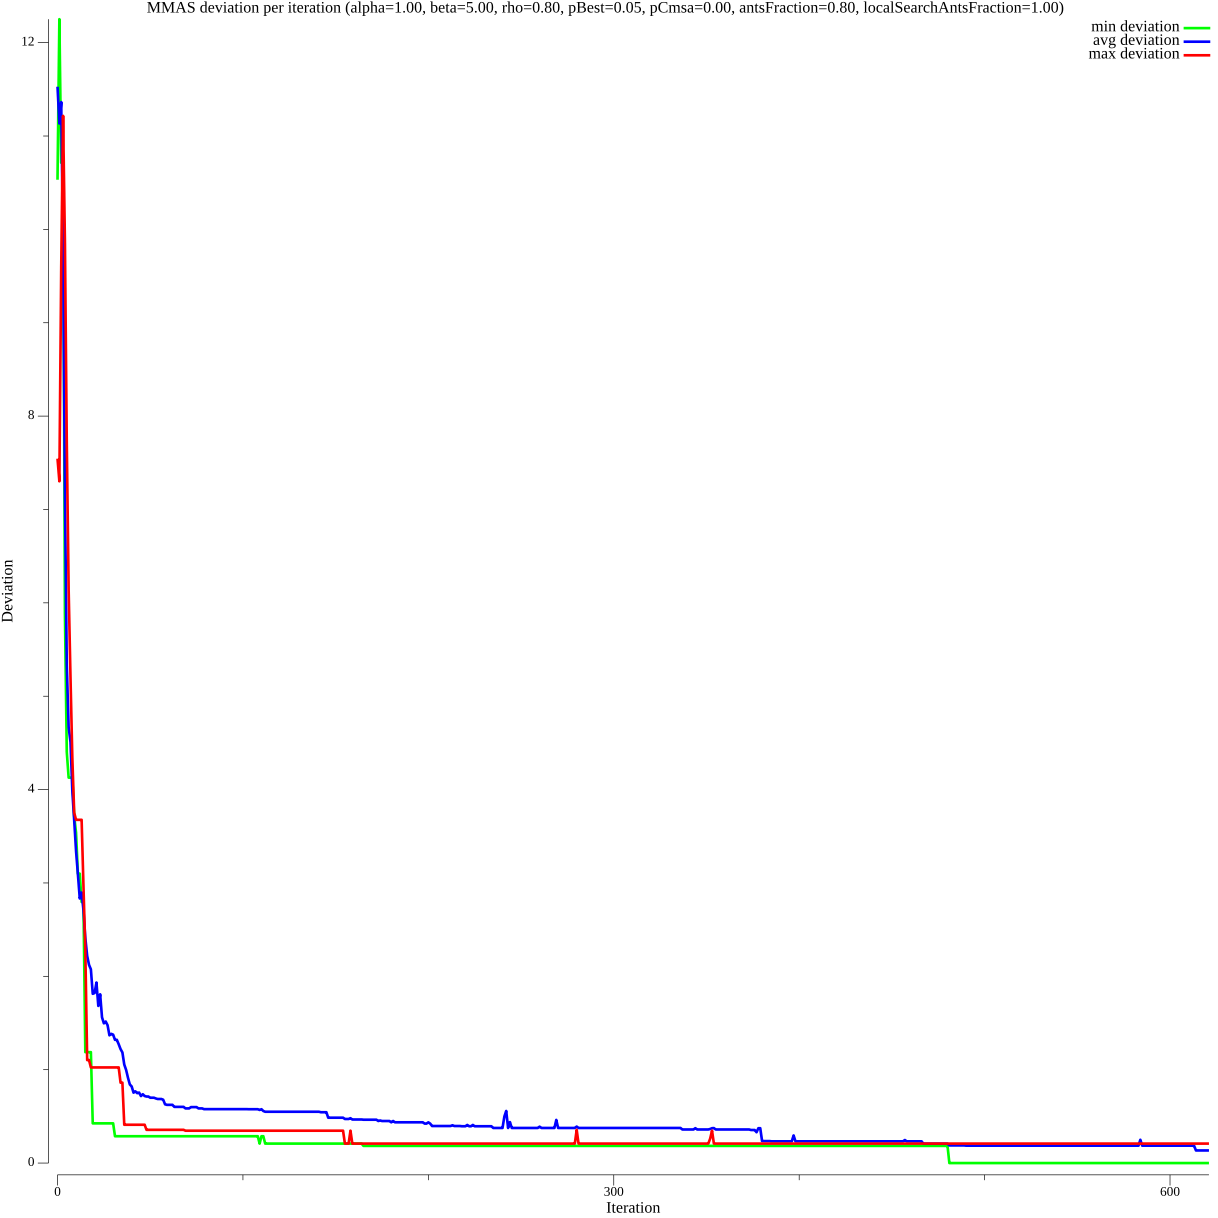 MMAS deviation per iteration (alpha=1.00, beta=5.00, rho=0.80, pBest=0.05, pCmsa=0.00, antsFraction=0.80, localSearchAntsFraction=1.00)
min deviation
avg deviation
max deviation
12
8
4
0
Deviation
0
300
600
Iteration